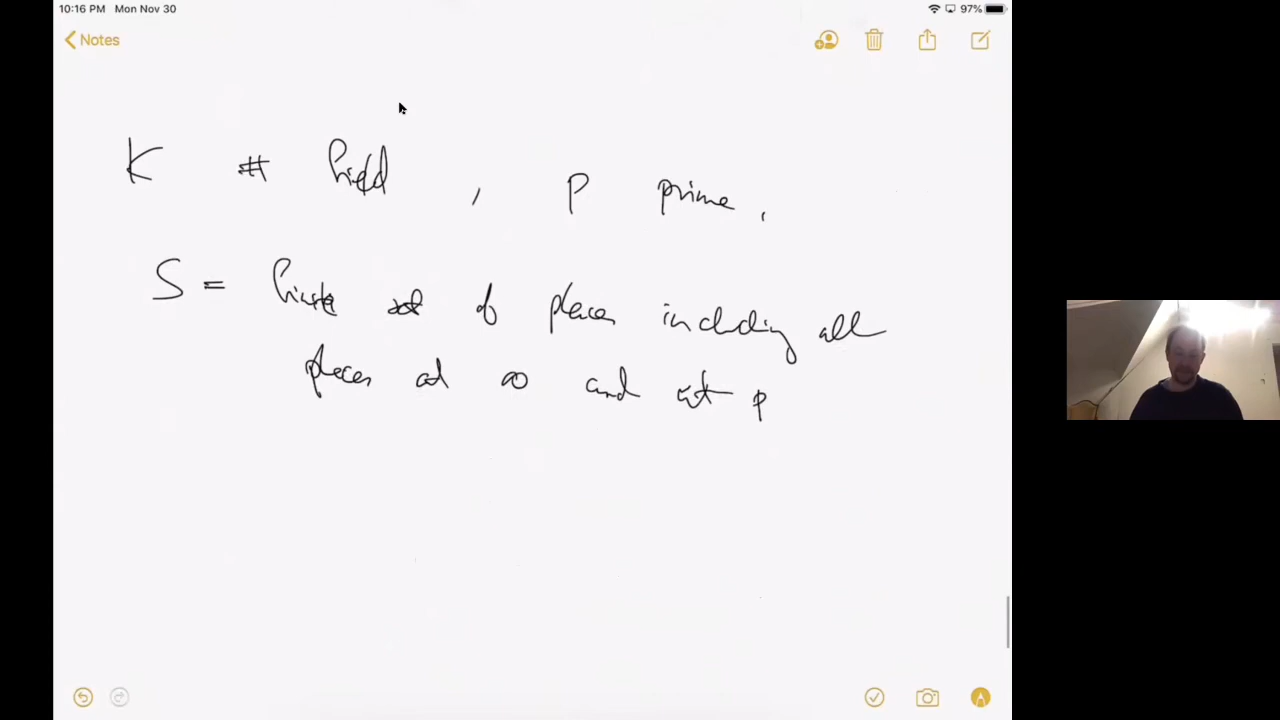 10:16 PM Mon Nov 30
97%
Notes
K # field, p prime,
S = finite set of places including all
places at ∞ and at p